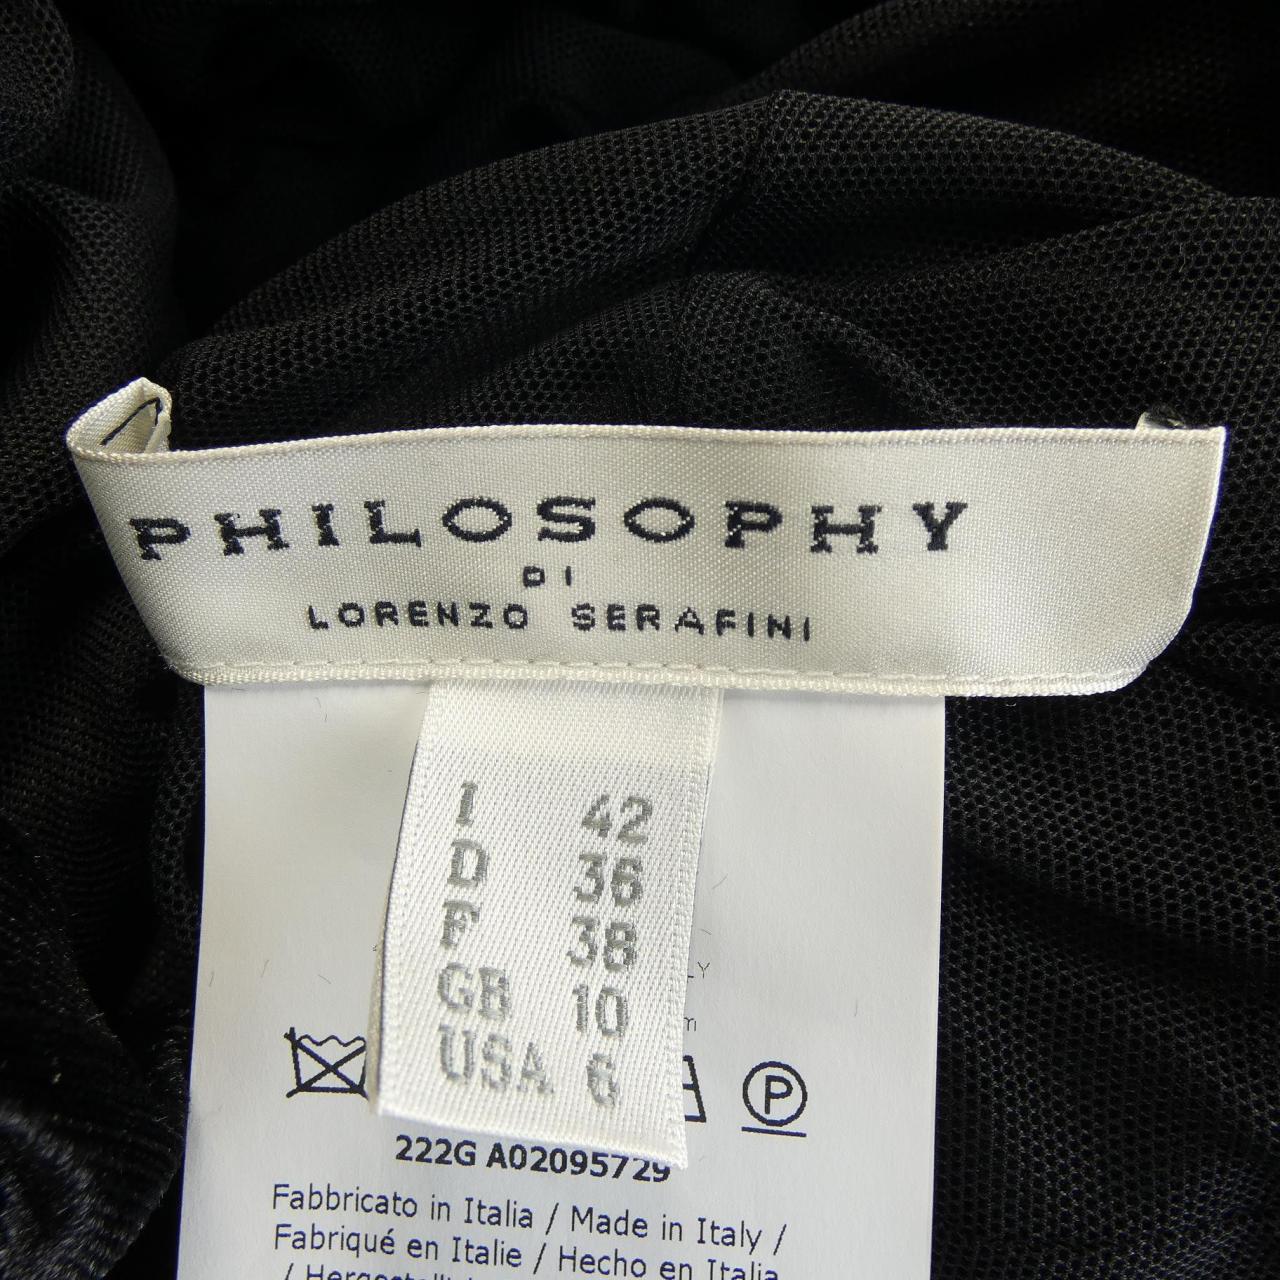 PHILOSOPHY
DI
LORENZO SERAFINI
I 42
D 36
F 38
GB 10
USA 6
P
222G A02095729
Fabbricato in Italia / Made in Italy /
Fabriqué en Italie / Hecho en Italia